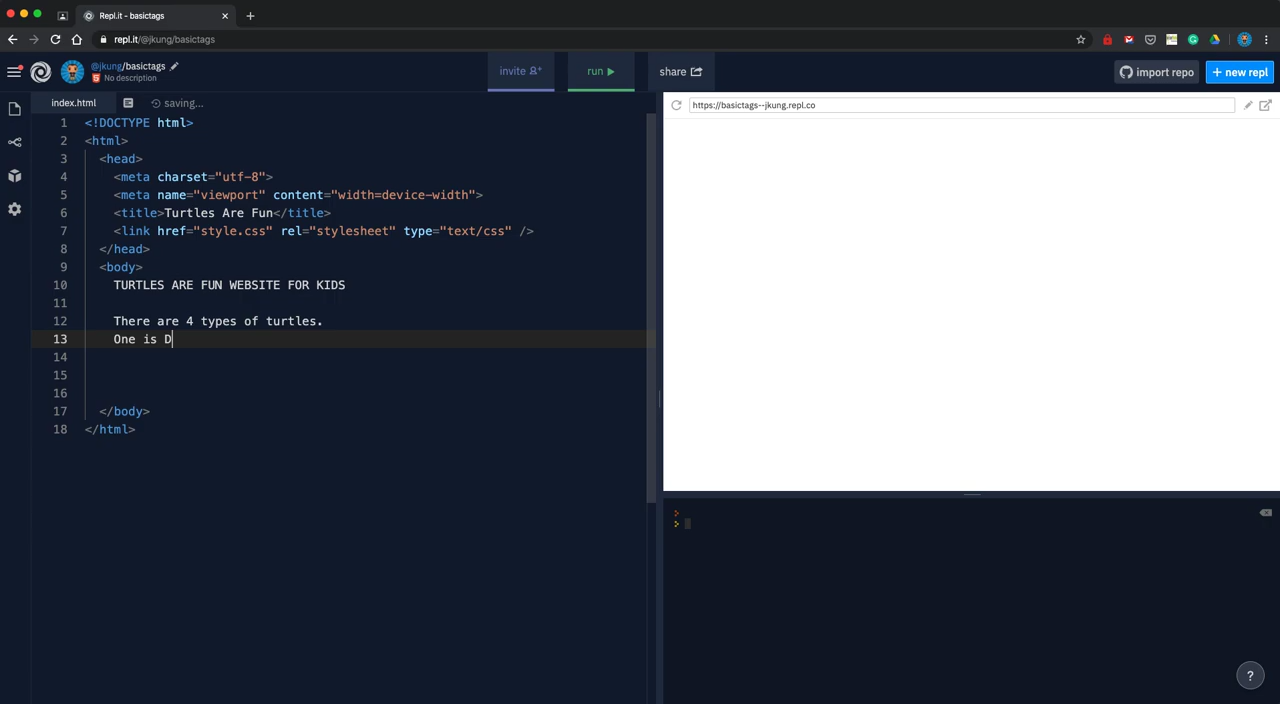 Repl.it - basictags
repl.it/@jkung/basictags
@jkung/basictags
No description
invite
run
share
import repo
+ new repl
index.html
saving...
https://basictags--jkung.repl.co
1 <!DOCTYPE html>
2 <html>
3 <head>
4 <meta charset="utf-8">
5 <meta name="viewport" content="width=device-width">
6 <title>Turtles Are Fun</title>
7 <link href="style.css" rel="stylesheet" type="text/css" />
8 </head>
9 <body>
10 TURTLES ARE FUN WEBSITE FOR KIDS
11
12 There are 4 types of turtles.
13 One is D
14
15
16
17 </body>
18 </html>
>
>
?